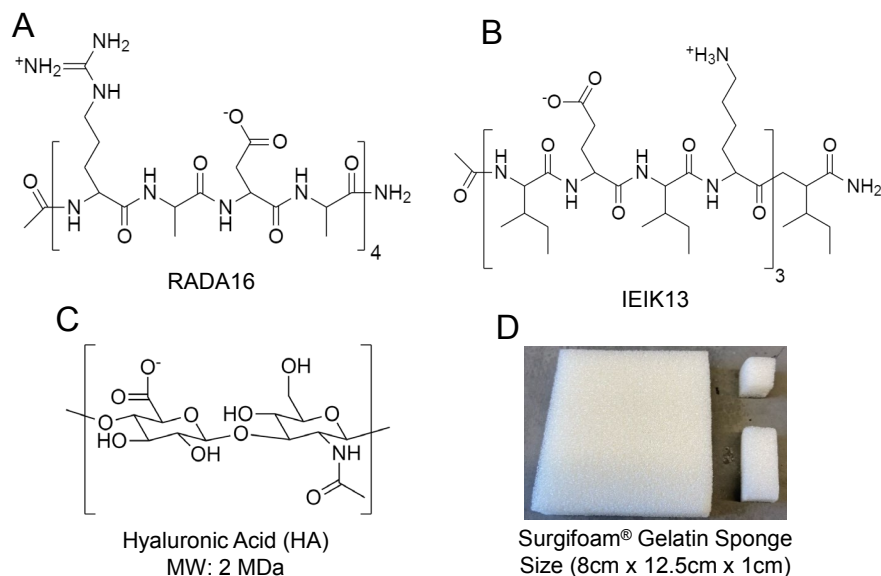 A
NH₂
⁺NH₂
NH
⁻O O
O O O
H N H N
O N H O N H O NH₂
4
RADA16
B
⁺H₃N
O
⁻O
H N O H N O O
O N H O N H O NH₂
3
IEIK13
C
O⁻ OH
O O HO O
O HO OH O O
NH
O
Hyaluronic Acid (HA)
MW: 2 MDa
D
Surgifoam® Gelatin Sponge
Size (8cm x 12.5cm x 1cm)